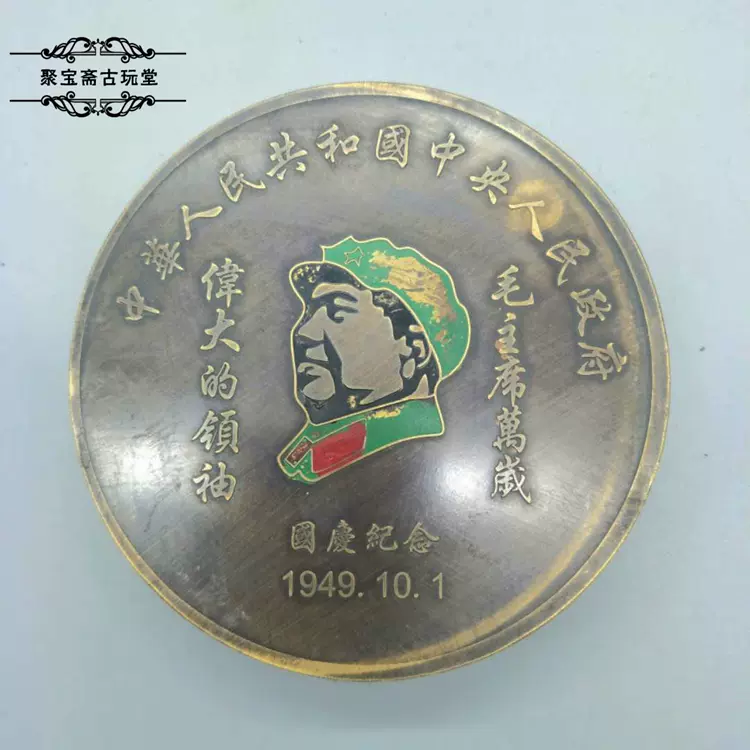 聚宝斋古玩堂
中華人民共和國中央人民政府
偉大的領袖
毛主席萬歲
國慶紀念
1949.10.1